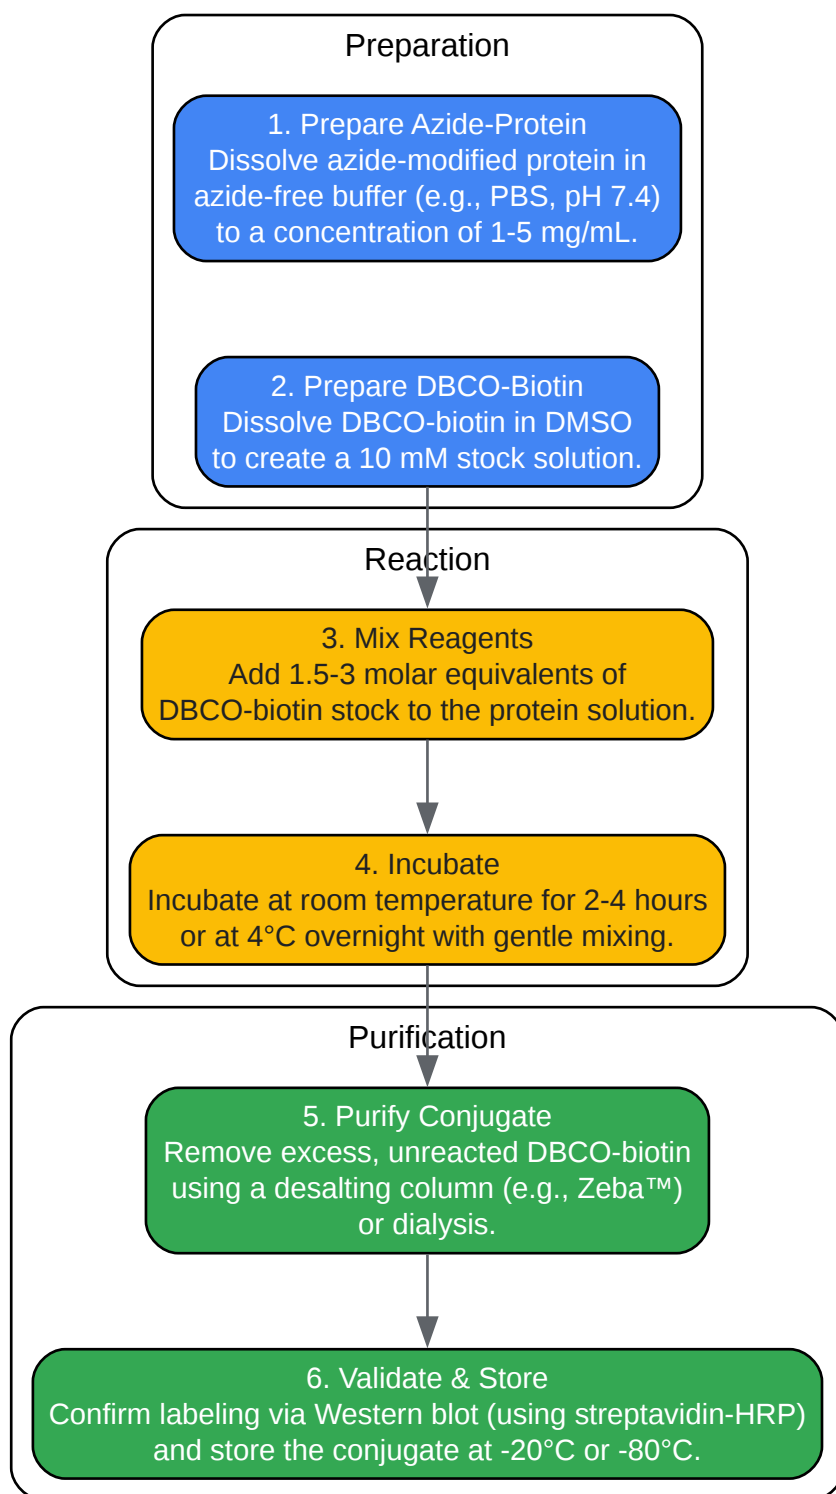 Preparation
1. Prepare Azide-Protein
Dissolve azide-modified protein in
azide-free buffer (e.g., PBS, pH 7.4)
to a concentration of 1-5 mg/mL.
2. Prepare DBCO-Biotin
Dissolve DBCO-biotin in DMSO
to create a 10 mM stock solution.
Reaction
3. Mix Reagents
Add 1.5-3 molar equivalents of
DBCO-biotin stock to the protein solution.
4. Incubate
Incubate at room temperature for 2-4 hours
or at 4°C overnight with gentle mixing.
Purification
5. Purify Conjugate
Remove excess, unreacted DBCO-biotin
using a desalting column (e.g., Zeba™)
or dialysis.
6. Validate & Store
Confirm labeling via Western blot (using streptavidin-HRP)
and store the conjugate at -20°C or -80°C.